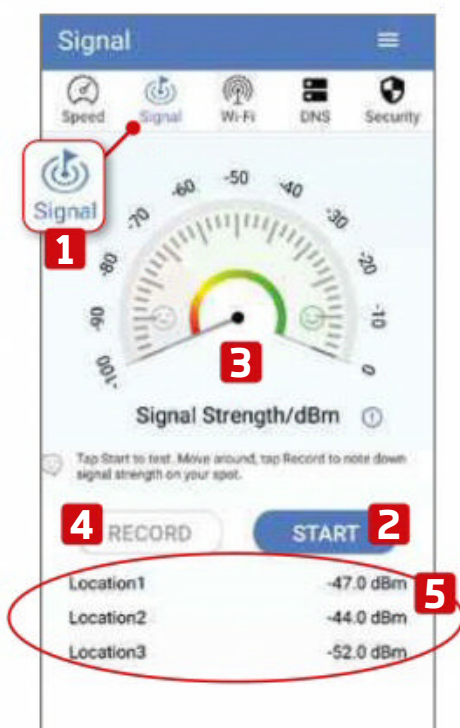 Signal
Speed Signal Wi-Fi DNS Security
Signal
1
-100 -90 -80 -70 -60 -50 -40 -30 -20 -10 0
3
Signal Strength/dBm
Tap Start to test. Move around, tap Record to note down
signal strength on your spot.
4 RECORD START 2
5
Location1 -47.0 dBm
Location2 -44.0 dBm
Location3 -52.0 dBm